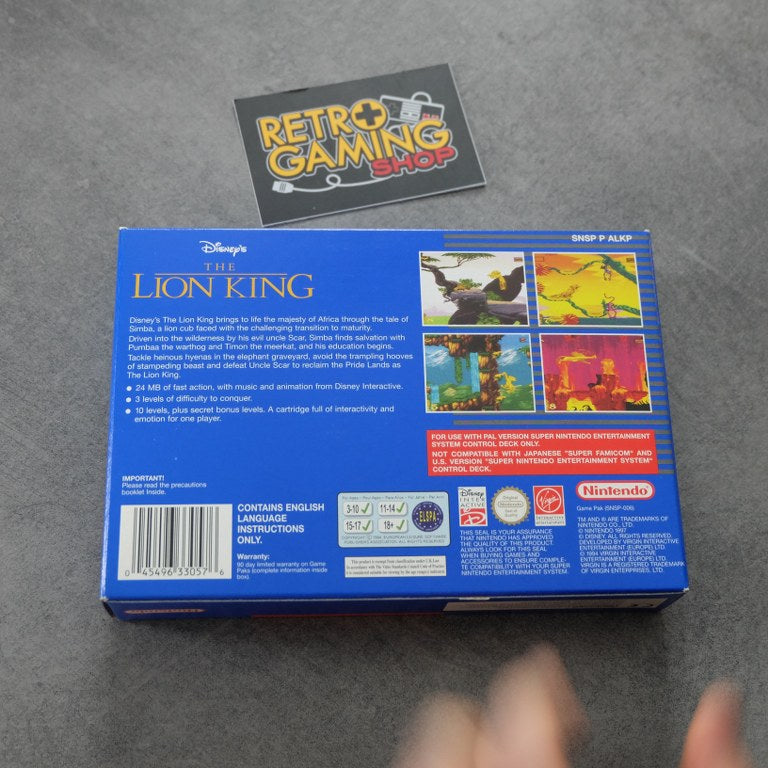 RETRO
GAMING
SHOP
Disney's
THE
LION KING
SNSP P ALKP
Disney's The Lion King brings to life the majesty of Africa through the tale of
Simba, a lion cub faced with the challenging transition to maturity.
Driven into the wilderness by his evil uncle Scar, Simba finds salvation with
Pumbaa the warthog and Timon the meerkat, and his education begins.
Tackle heinous hyenas in the elephant graveyard, avoid the trampling hooves
of stampeding beast and defeat Uncle Scar to reclaim the Pride Lands as
The Lion King.
● 24 MB of fast action, with music and animation from Disney Interactive.
● 3 levels of difficulty to conquer.
● 10 levels, plus secret bonus levels. A cartridge full of interactivity and
emotion for one player.
FOR USE WITH PAL VERSION SUPER NINTENDO ENTERTAINMENT
SYSTEM CONTROL DECK ONLY.
NOT COMPATIBLE WITH JAPANESE "SUPER FAMICOM" AND
U.S. VERSION "SUPER NINTENDO ENTERTAINMENT SYSTEM"
CONTROL DECK.
IMPORTANT!
Please read the precautions
booklet Inside.
0 45496 33057 6
CONTAINS ENGLISH
LANGUAGE
INSTRUCTIONS
ONLY.
Warranty:
90 day limited warranty on Game
Paks (complete information inside
box).
3-10 11-14
15-17 18+
ELSPA
Disney
INTER
ACTIVE
Original
Nintendo
Seal of
Quality
Virgin
INTERACTIVE
entertainment
THIS SEAL IS YOUR ASSURANCE
THAT NINTENDO HAS APPROVED
THE QUALITY OF THIS PRODUCT.
ALWAYS LOOK FOR THIS SEAL
WHEN BUYING GAMES AND
ACCESSORIES TO ENSURE COMPLE-
TE COMPATIBILITY WITH YOUR SUPER
NINTENDO ENTERTAINMENT SYSTEM.
Nintendo
Game Pak (SNSP-006)
TM AND ® ARE TRADEMARKS OF
NINTENDO CO., LTD.
© NINTENDO 1997
© DISNEY. ALL RIGHTS RESERVED.
DEVELOPED BY VIRGIN INTERACTIVE
ENTERTAINMENT (EUROPE) LTD.
© 1994 VIRGIN INTERACTIVE
ENTERTAINMENT (EUROPE) LTD.
VIRGIN IS A REGISTERED TRADEMARK
OF VIRGIN ENTERPRISES, LTD.